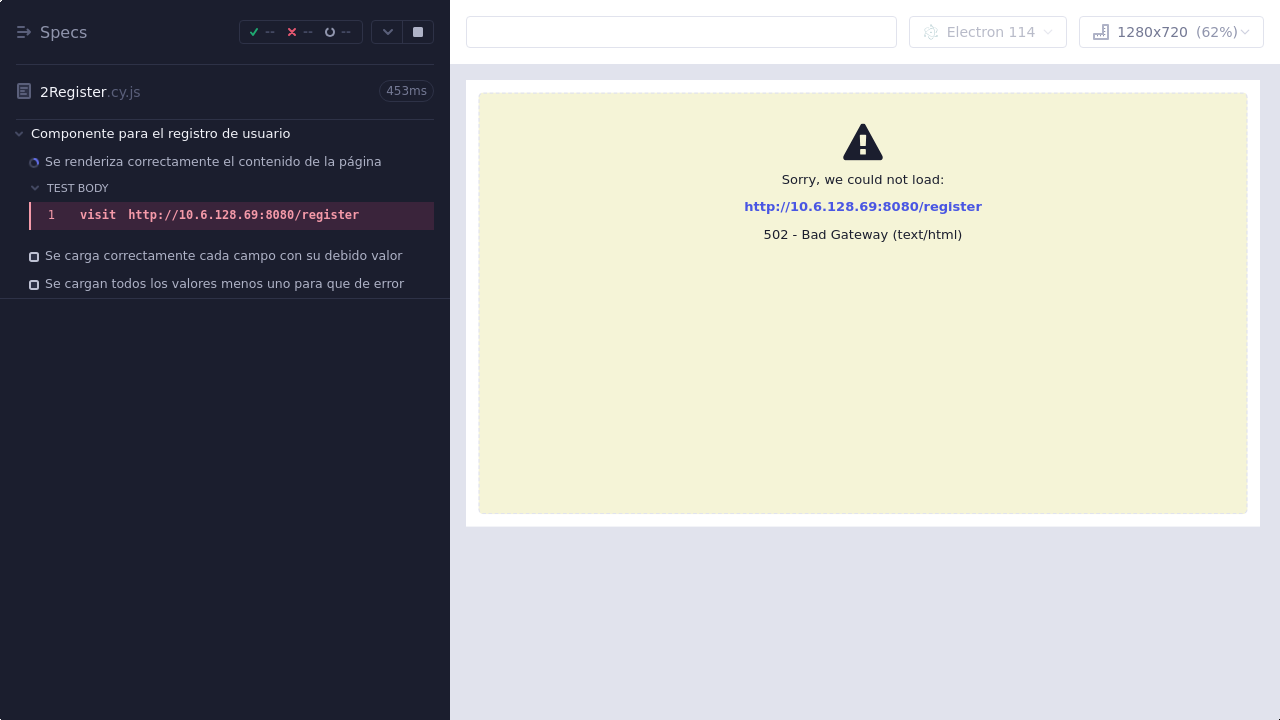 Specs
-- -- --
Electron 114
1280x720 (62%)
2Register.cy.js
453ms
Componente para el registro de usuario
Se renderiza correctamente el contenido de la página
TEST BODY
1 visit http://10.6.128.69:8080/register
Se carga correctamente cada campo con su debido valor
Se cargan todos los valores menos uno para que de error
Sorry, we could not load:
http://10.6.128.69:8080/register
502 - Bad Gateway (text/html)